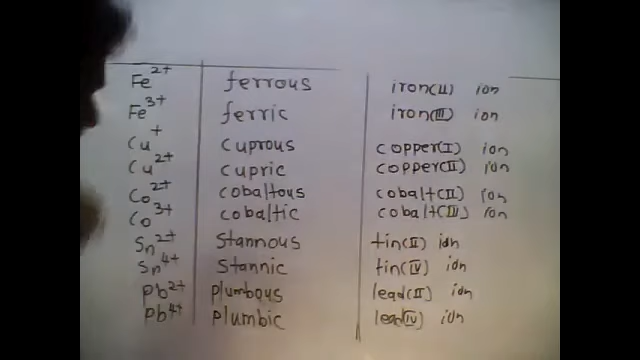 Fe2+ ferrous iron(II) ion
Fe3+ ferric iron(III) ion
Cu+ cuprous copper(I) ion
Cu2+ cupric copper(II) ion
Co2+ cobaltous cobalt(II) ion
Co3+ cobaltic cobalt(III) ion
Sn2+ Stannous tin(II) ion
Sn4+ Stannic tin(IV) ion
Pb2+ plumbous lead(II) ion
Pb4+ plumbic lead(IV) ion